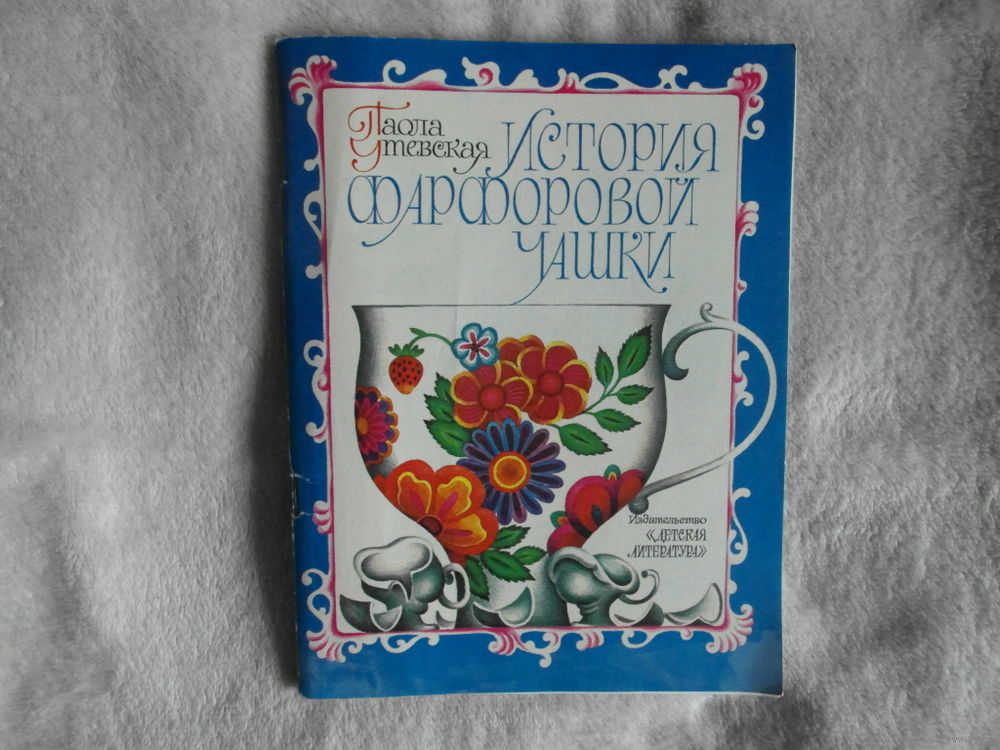 Паола
Утевская
История
фарфоровой
чашки
Издательство
«Детская
литература»